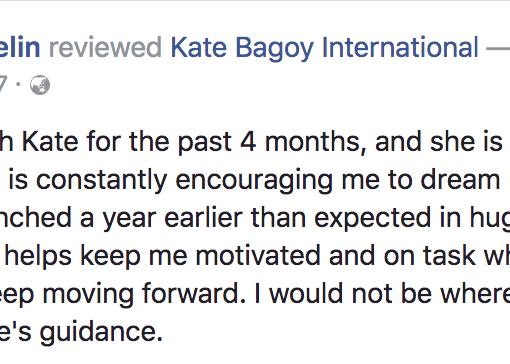 elin reviewed Kate Bagoy International —
7 ·
h Kate for the past 4 months, and she is
is constantly encouraging me to dream
nched a year earlier than expected in hug
helps keep me motivated and on task wh
eep moving forward. I would not be where
e's guidance.